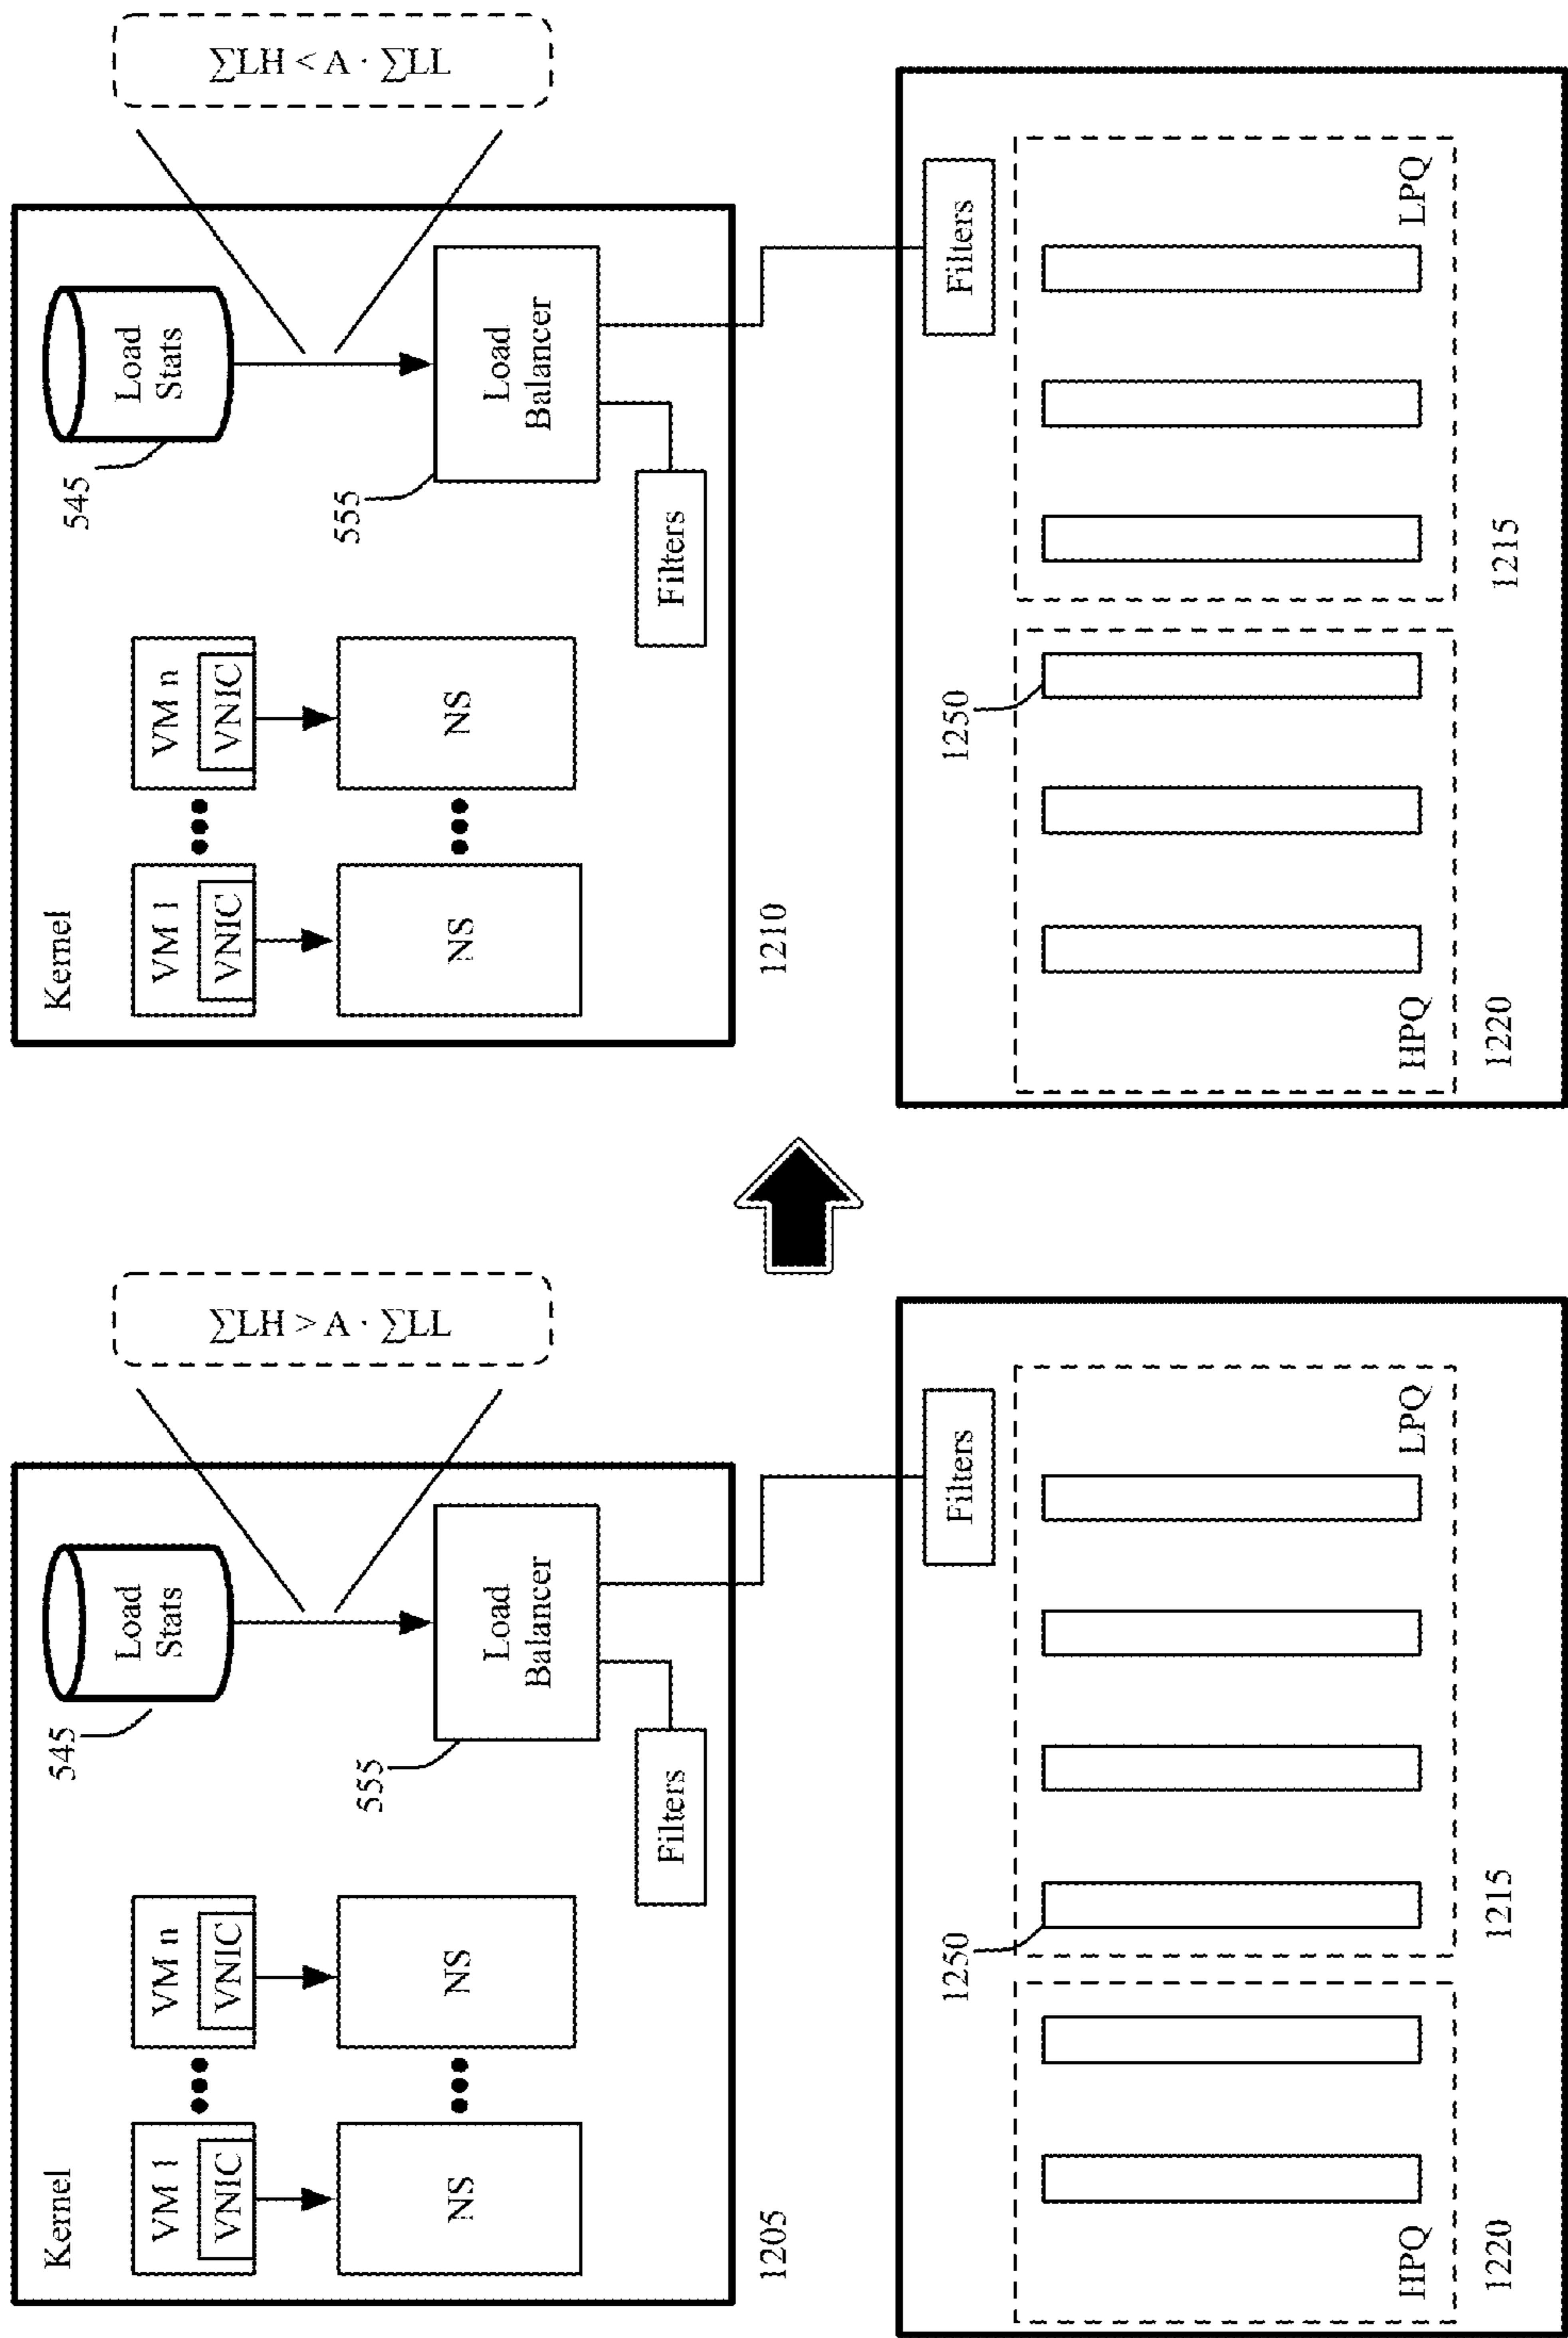 Kernel
VM 1
VNIC
NS
VM n
VNIC
NS
545
Load
Stats
555
Load
Balancer
Filters
∑LH > A · ∑LL
1205
Filters
1250
HPQ
LPQ
1220
1215
Kernel
VM 1
VNIC
NS
VM n
VNIC
NS
545
Load
Stats
555
Load
Balancer
Filters
∑LH < A · ∑LL
1210
Filters
1250
HPQ
LPQ
1220
1215